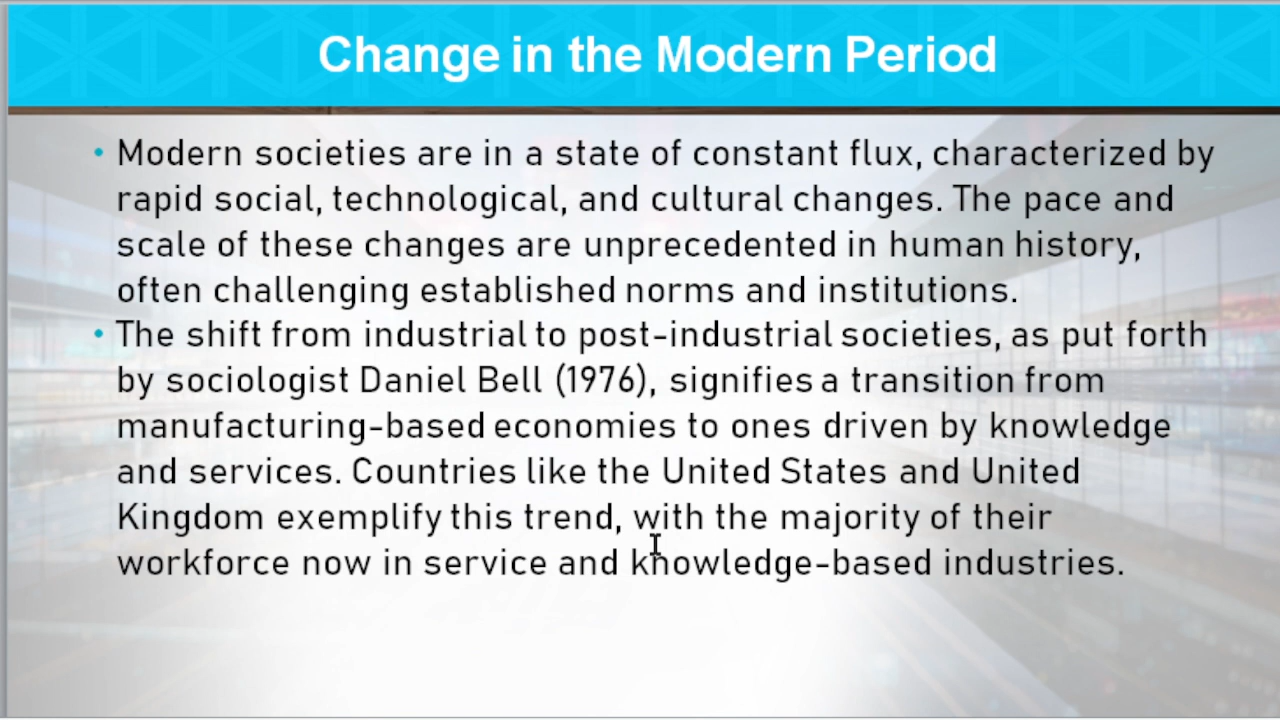 Change in the Modern Period
• Modern societies are in a state of constant flux, characterized by
rapid social, technological, and cultural changes. The pace and
scale of these changes are unprecedented in human history,
often challenging established norms and institutions.
• The shift from industrial to post-industrial societies, as put forth
by sociologist Daniel Bell (1976), signifies a transition from
manufacturing-based economies to ones driven by knowledge
and services. Countries like the United States and United
Kingdom exemplify this trend, with the majority of their
workforce now in service and knowledge-based industries.